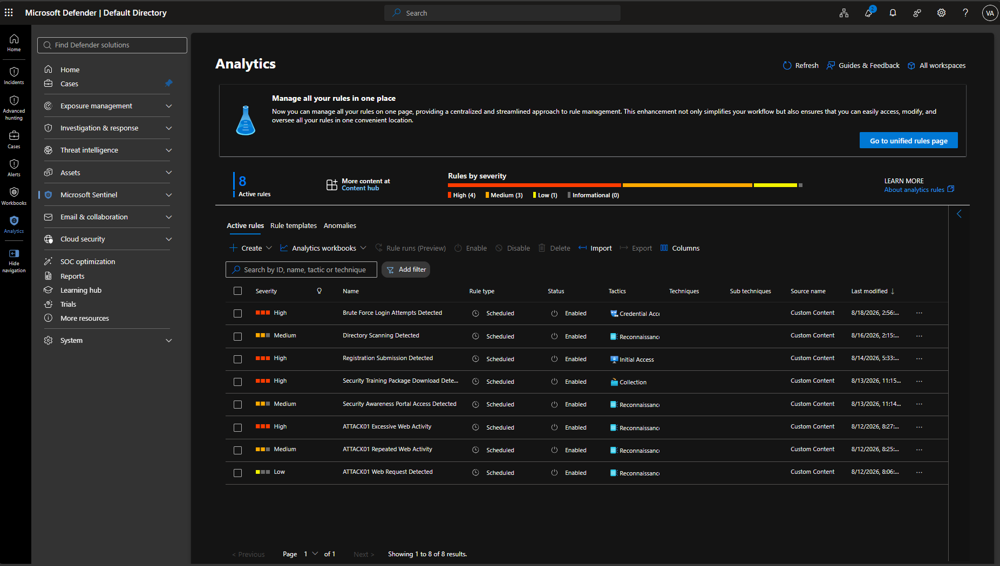 Microsoft Defender | Default Directory
Search
2
VA
Home
Incidents
Advanced
hunting
Cases
Alerts
Workbooks
Analytics
Hide
navigation
Find Defender solutions
Home
Cases
Exposure management
Investigation & response
Threat intelligence
Assets
Microsoft Sentinel
Email & collaboration
Cloud security
SOC optimization
Reports
Learning hub
Trials
More resources
System
Analytics
Refresh
Guides & Feedback
All workspaces
Manage all your rules in one place
Now you can manage all your rules on one page, providing a centralized and streamlined approach to rule management. This enhancement not only simplifies your workflow but also ensures that you can easily access, modify, and
oversee all your rules in one convenient location.
Go to unified rules page
8
Active rules
More content at
Content hub
Rules by severity
High (4) Medium (3) Low (1) Informational (0)
LEARN MORE
About analytics rules
Active rules Rule templates Anomalies
Create Analytics workbooks Rule runs (Preview) Enable Disable Delete Import Export Columns
Search by ID, name, tactic or technique Add filter
Severity Name Rule type Status Tactics Techniques Sub techniques Source name Last modified ↓
High Brute Force Login Attempts Detected Scheduled Enabled Credential Acce Custom Content 8/18/2026, 2:56:... ...
Medium Directory Scanning Detected Scheduled Enabled Reconnaissanc Custom Content 8/16/2026, 2:15:... ...
High Registration Submission Detected Scheduled Enabled Initial Access Custom Content 8/14/2026, 5:33:... ...
High Security Training Package Download Dete... Scheduled Enabled Collection Custom Content 8/13/2026, 11:15... ...
Medium Security Awareness Portal Access Detected Scheduled Enabled Reconnaissanc Custom Content 8/13/2026, 11:14... ...
High ATTACK01 Excessive Web Activity Scheduled Enabled Reconnaissanc Custom Content 8/12/2026, 8:27:... ...
Medium ATTACK01 Repeated Web Activity Scheduled Enabled Reconnaissanc Custom Content 8/12/2026, 8:25:... ...
Low ATTACK01 Web Request Detected Scheduled Enabled Reconnaissanc Custom Content 8/12/2026, 8:06:... ...
< Previous Page 1 of 1 Next > Showing 1 to 8 of 8 results.